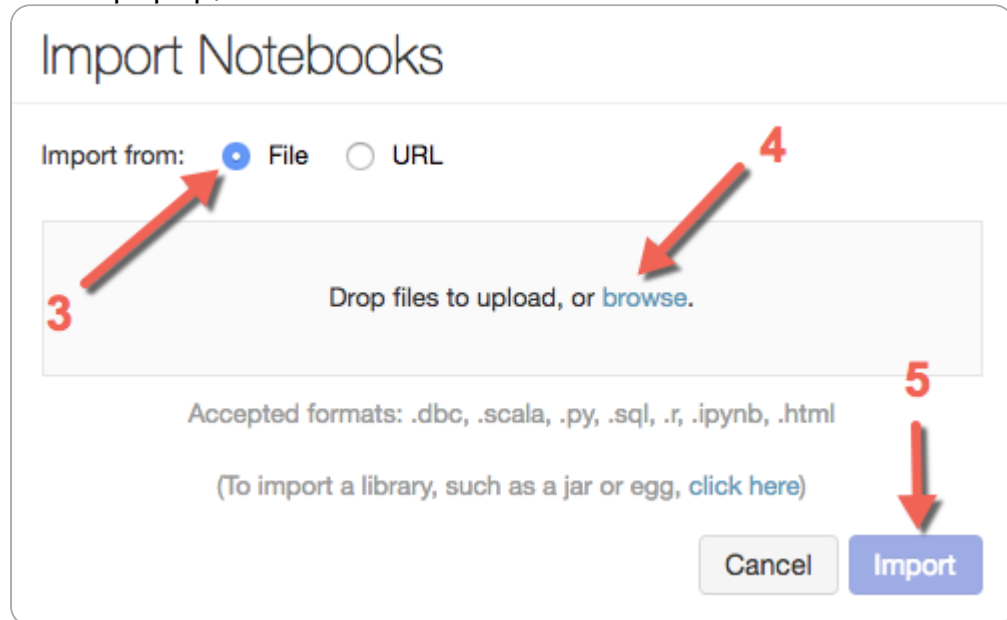 Import Notebooks
Import from: File URL
4
3
Drop files to upload, or browse.
5
Accepted formats: .dbc, .scala, .py, .sql, .r, .ipynb, .html
(To import a library, such as a jar or egg, click here)
Cancel Import